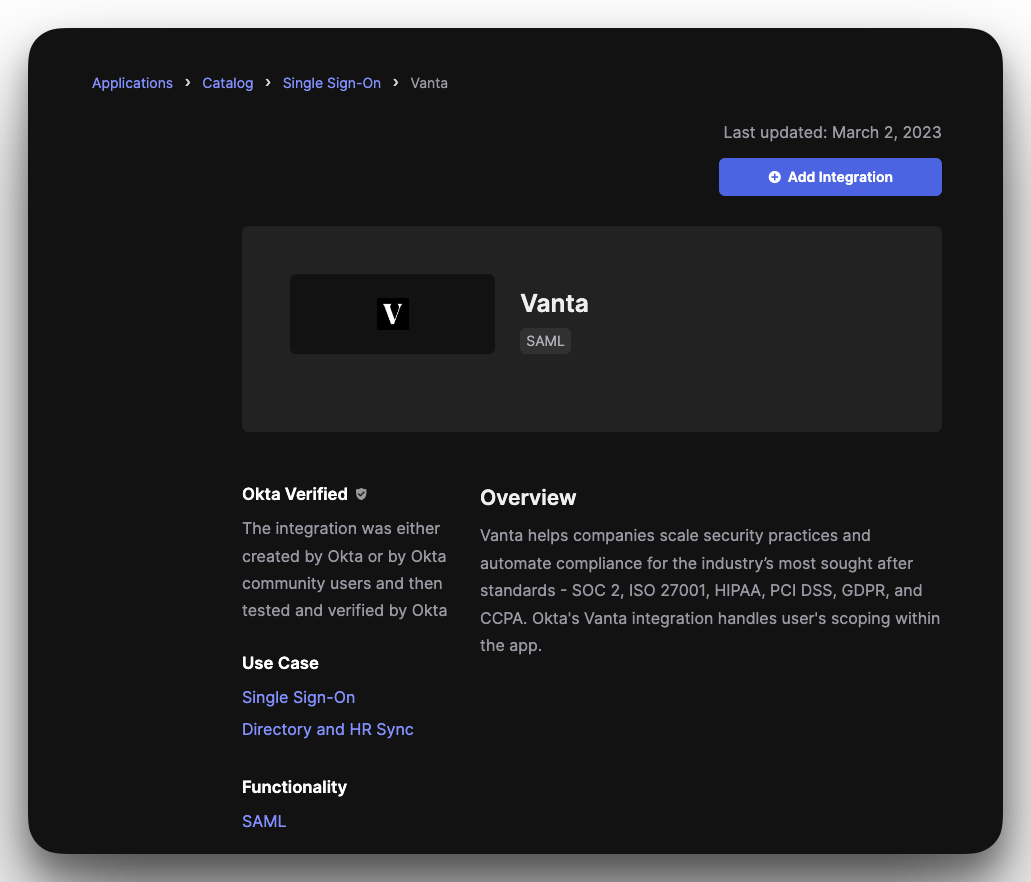 Applications › Catalog › Single Sign-On › Vanta
Last updated: March 2, 2023
Add Integration
V
Vanta
SAML
Okta Verified
The integration was either
created by Okta or by Okta
community users and then
tested and verified by Okta
Use Case
Single Sign-On
Directory and HR Sync
Functionality
SAML
Overview
Vanta helps companies scale security practices and
automate compliance for the industry’s most sought after
standards - SOC 2, ISO 27001, HIPAA, PCI DSS, GDPR, and
CCPA. Okta's Vanta integration handles user's scoping within
the app.